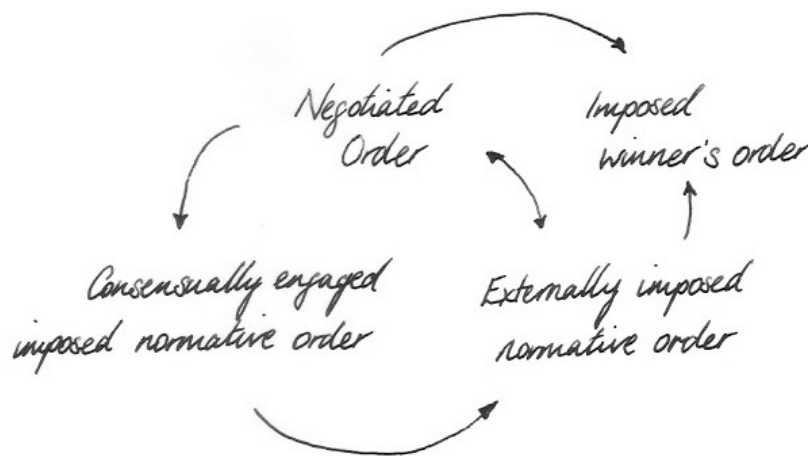 Negotiated
Order
Imposed
winner's order
Consensually engaged
imposed normative order
Externally imposed
normative order